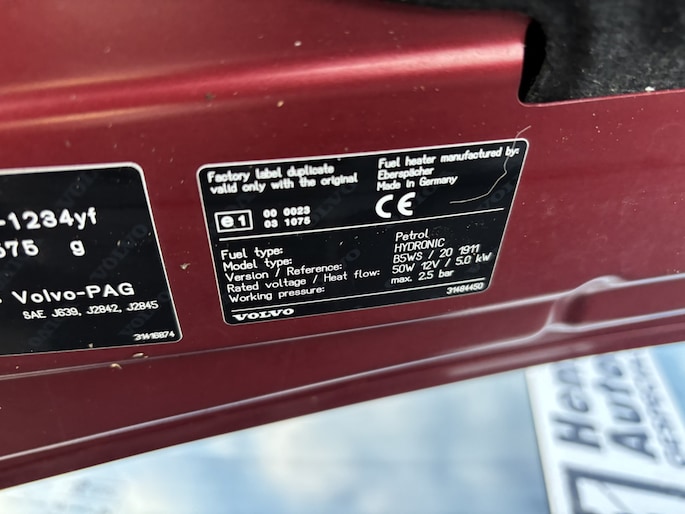 -1234yf
675 g
. Volvo-PAG
SAE J639, J2842, J2845
31416874
Factory label duplicate
valid only with the original
e1
00 0023
03 1075
Fuel heater manufactured by:
Eberspächer
Made in Germany
CE
Fuel type: Petrol
Model type: HYDRONIC
Version / Reference: B5WS / 20 1911
Rated voltage / Heat flow: 50W 12V / 5.0 kW
Working pressure: max. 2.5 bar
VOLVO
31484450
Auto